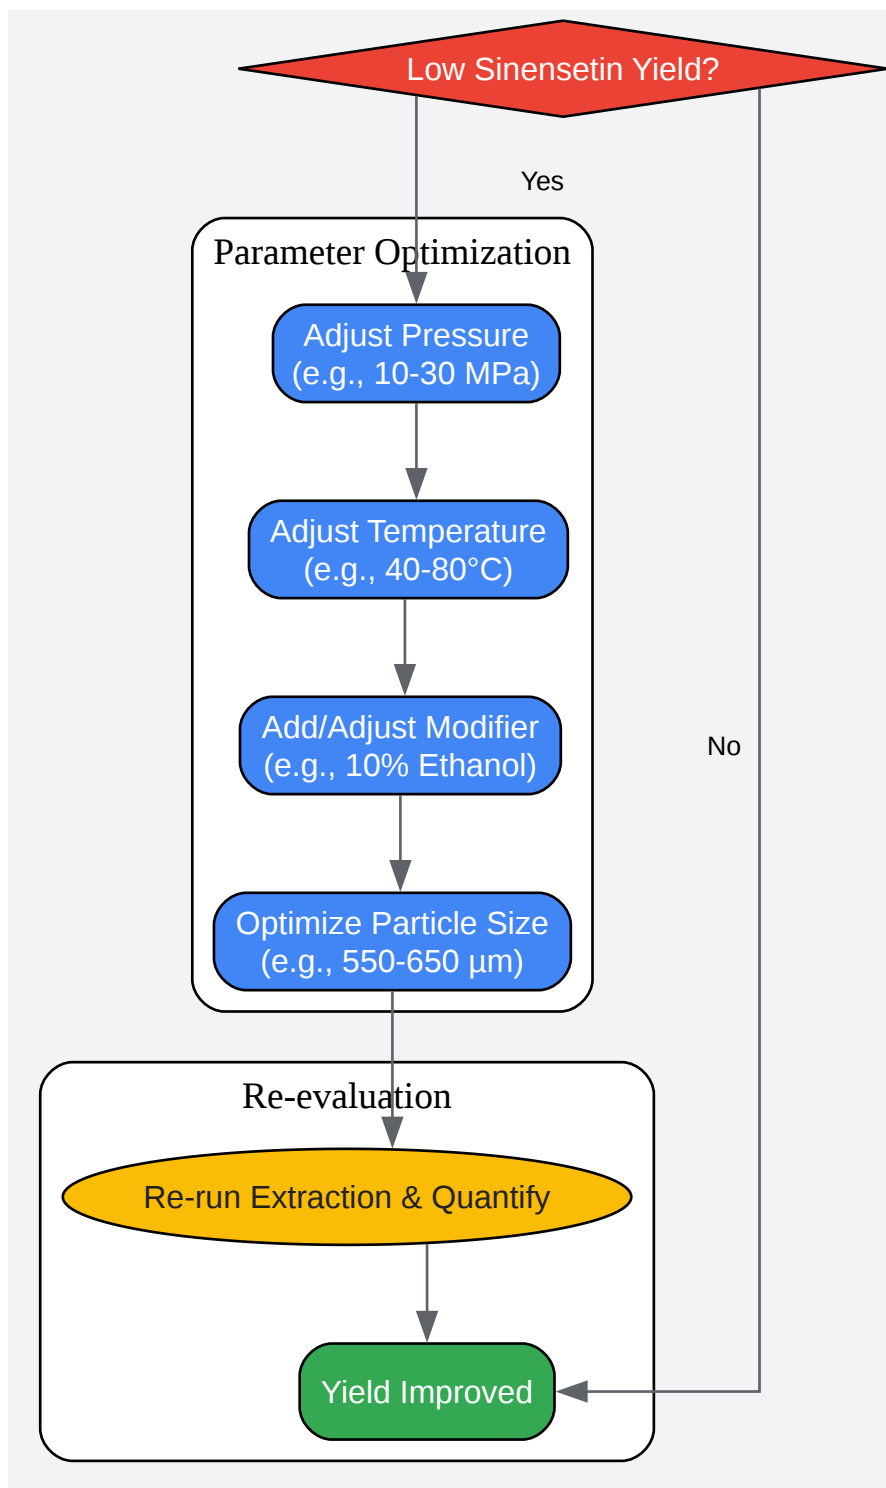 Low Sinensetin Yield?
Yes
Parameter Optimization
Adjust Pressure
(e.g., 10-30 MPa)
Adjust Temperature
(e.g., 40-80°C)
Add/Adjust Modifier
(e.g., 10% Ethanol)
No
Optimize Particle Size
(e.g., 550-650 µm)
Re-evaluation
Re-run Extraction & Quantify
Yield Improved